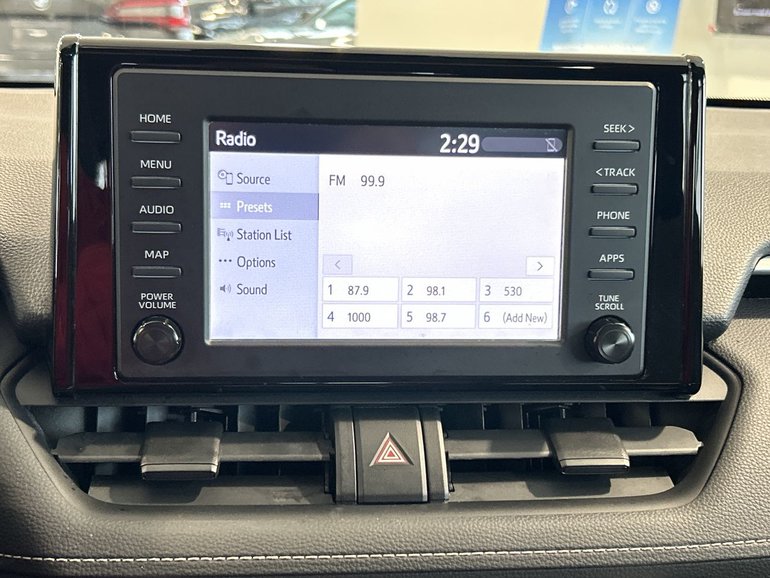 HOME
MENU
AUDIO
MAP
POWER
VOLUME
Radio 2:29
Source
Presets
Station List
Options
Sound
FM 99.9
< >
1 87.9 2 98.1 3 530
4 1000 5 98.7 6 (Add New)
SEEK >
< TRACK
PHONE
APPS
TUNE
SCROLL